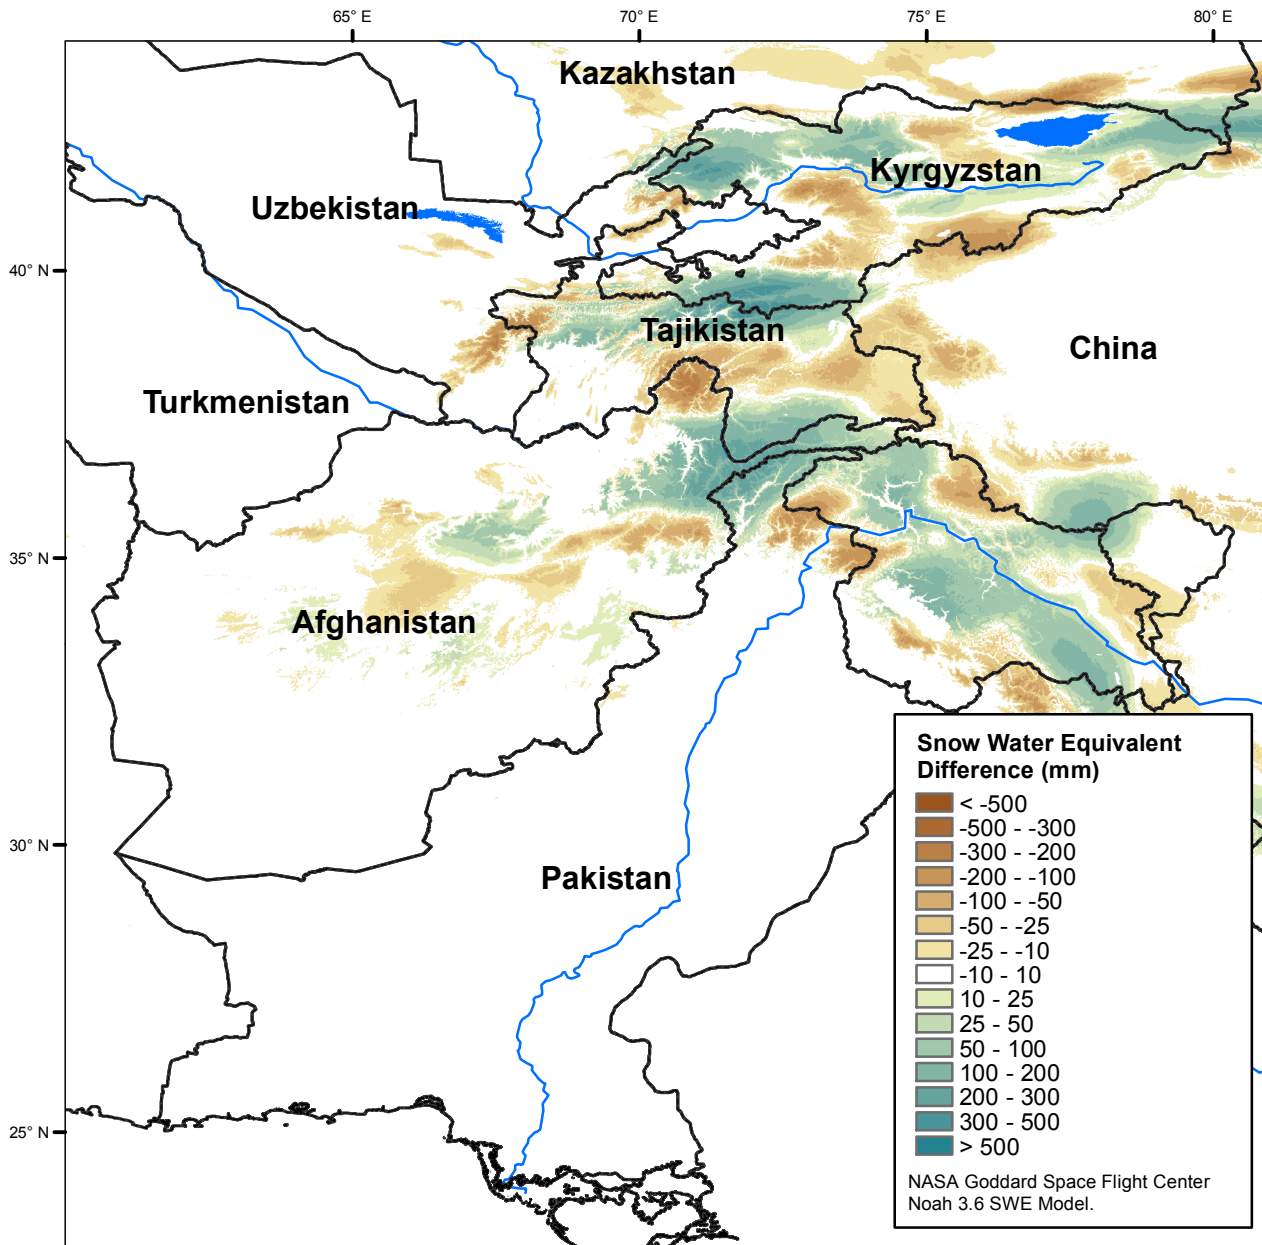 65° E
70° E
75° E
80° E
Kazakhstan
Kyrgyzstan
Uzbekistan
40° N
Tajikistan
China
Turkmenistan
35° N
Afghanistan
30° N
Pakistan
25° N
Snow Water Equivalent
Difference (mm)
< -500
-500 - -300
-300 - -200
-200 - -100
-100 - -50
-50 - -25
-25 - -10
-10 - 10
10 - 25
25 - 50
50 - 100
100 - 200
200 - 300
300 - 500
> 500
NASA Goddard Space Flight Center
Noah 3.6 SWE Model.